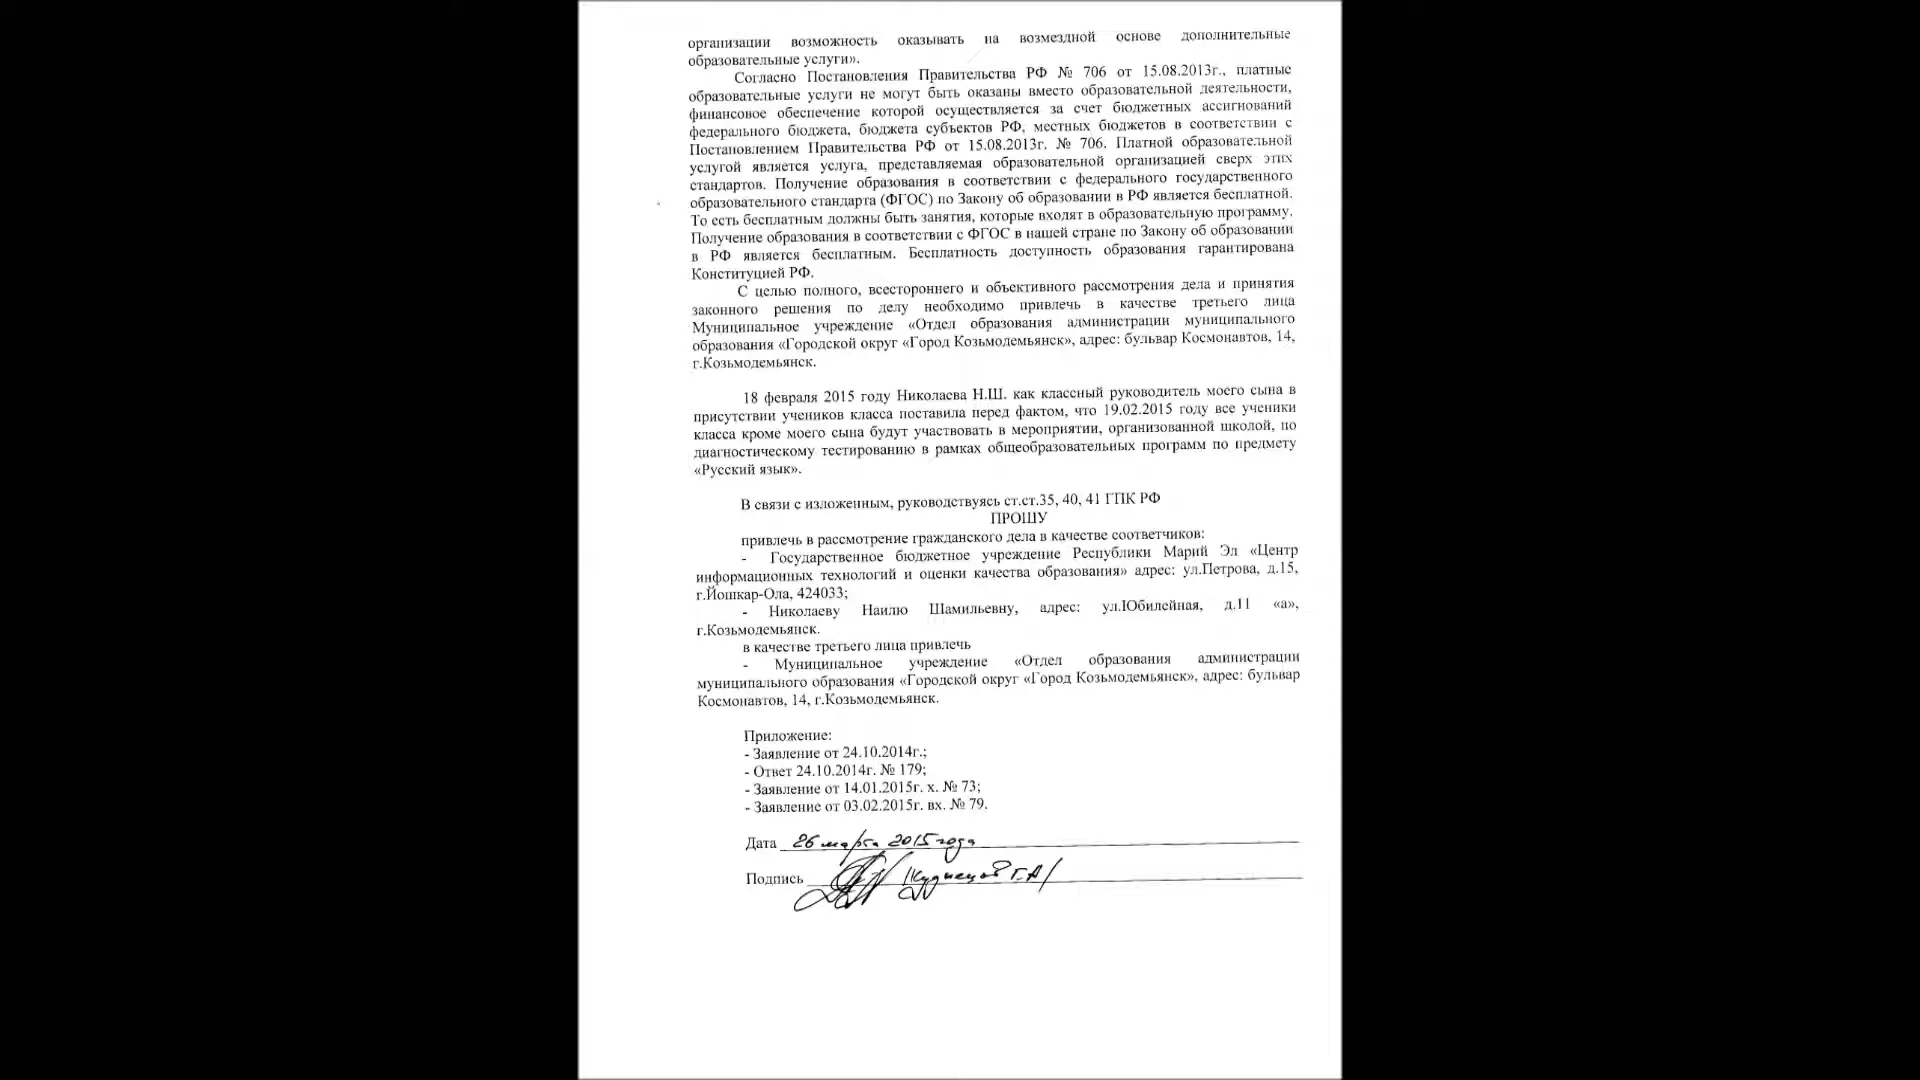 организации возможность оказывать на возмездной основе дополнительные
образовательные услуги».
Согласно Постановления Правительства РФ № 706 от 15.08.2013г., платные
образовательные услуги не могут быть оказаны вместо образовательной деятельности,
финансовое обеспечение которой осуществляется за счет бюджетных ассигнований
федерального бюджета, бюджета субъектов РФ, местных бюджетов в соответствии с
Постановлением Правительства РФ от 15.08.2013г. № 706. Платной образовательной
услугой является услуга, представляемая образовательной организацией сверх этих
стандартов. Получение образования в соответствии с федерального государственного
образовательного стандарта (ФГОС) по Закону об образовании в РФ является бесплатной.
То есть бесплатным должны быть занятия, которые входят в образовательную программу.
Получение образования в соответствии с ФГОС в нашей стране по Закону об образовании
в РФ является бесплатным. Бесплатность доступность образования гарантирована
Конституцией РФ.
С целью полного, всестороннего и объективного рассмотрения дела и принятия
законного решения по делу необходимо привлечь в качестве третьего лица
Муниципальное учреждение «Отдел образования администрации муниципального
образования «Городской округ «Город Козьмодемьянск», адрес: бульвар Космонавтов, 14,
г.Козьмодемьянск.
18 февраля 2015 году Николаева Н.Ш. как классный руководитель моего сына в
присутствии учеников класса поставила перед фактом, что 19.02.2015 году все ученики
класса кроме моего сына будут участвовать в мероприятии, организованной школой, по
диагностическому тестированию в рамках общеобразовательных программ по предмету
«Русский язык».
В связи с изложенным, руководствуясь ст.ст.35, 40, 41 ГПК РФ
ПРОШУ
привлечь в рассмотрение гражданского дела в качестве соответчиков:
- Государственное бюджетное учреждение Республики Марий Эл «Центр
информационных технологий и оценки качества образования» адрес: ул.Петрова, д.15,
г.Йошкар-Ола, 424033;
- Николаеву Наилю Шамильевну, адрес: ул.Юбилейная, д.11 «а»,
г.Козьмодемьянск.
в качестве третьего лица привлечь
- Муниципальное учреждение «Отдел образования администрации
муниципального образования «Городской округ «Город Козьмодемьянск», адрес: бульвар
Космонавтов, 14, г.Козьмодемьянск.
Приложение:
- Заявление от 24.10.2014г.;
- Ответ 24.10.2014г. № 179;
- Заявление от 14.01.2015г. х. № 73;
- Заявление от 03.02.2015г. вх. № 79.
Дата 26 марта 2015 года
Подпись /Кузнецов Г.А/